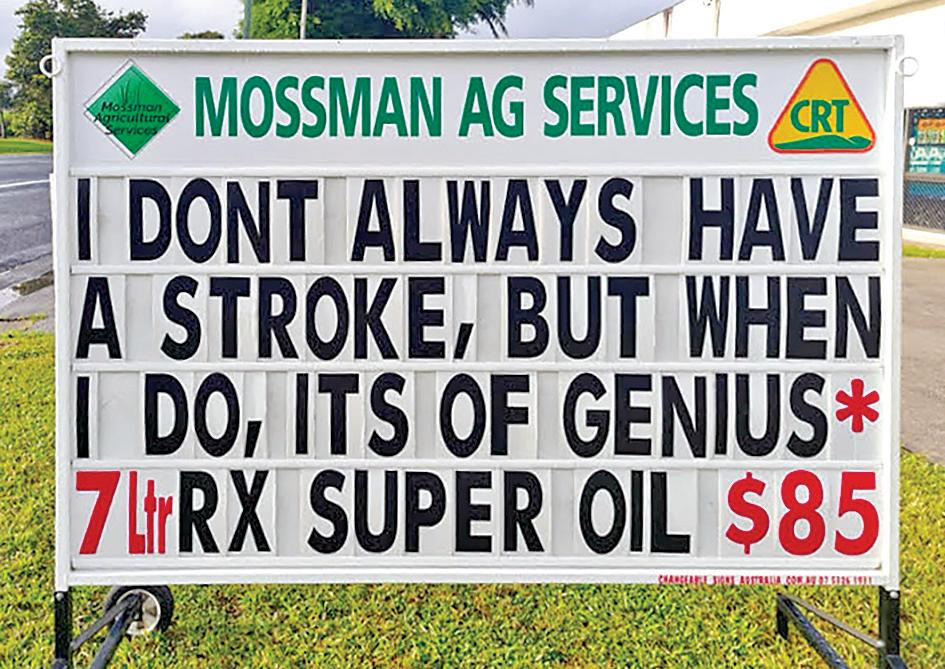 Mossman
Agricultural
Services
MOSSMAN AG SERVICES
CRT
I DONT ALWAYS HAVE
A STROKE, BUT WHEN
I DO, ITS OF GENIUS*
7 Ltr RX SUPER OIL $85
CHANGEABLE SIGNS AUSTRALIA .COM.AU